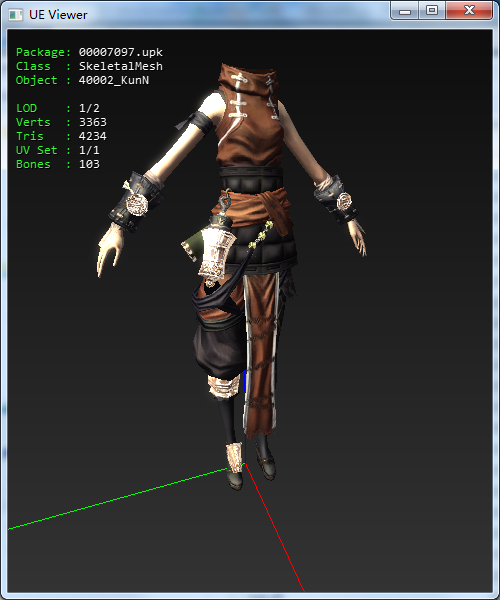 UE Viewer
Package: 00007097.upk
Class : SkeletalMesh
Object : 40002_KunN
LOD : 1/2
Verts : 3363
Tris : 4234
UV Set : 1/1
Bones : 103